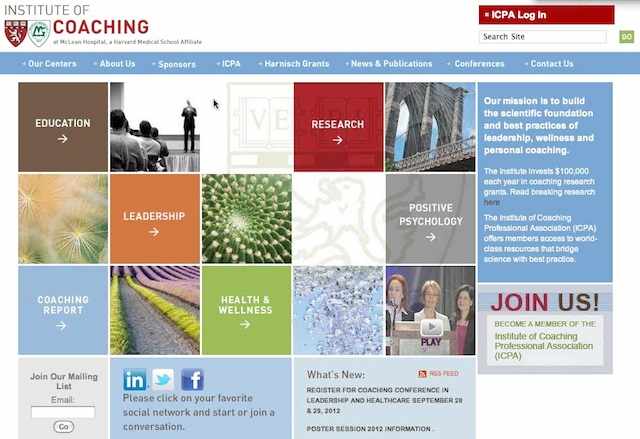 INSTITUTE OF
COACHING
at McLean Hospital, a Harvard Medical School Affiliate
ICPA Log In
Search Site
GO
Our Centers
About Us
Sponsors
ICPA
Harnisch Grants
News & Publications
Conferences
Contact Us
EDUCATION
RESEARCH
LEADERSHIP
POSITIVE
PSYCHOLOGY
COACHING
REPORT
HEALTH &
WELLNESS
PLAY
Our mission is to build
the scientific foundation
and best practices of
leadership, wellness and
personal coaching.
The Institute invests $100,000
each year in coaching research
grants. Read breaking research
here
The Institute of Coaching
Professional Association (ICPA)
offers members access to world-
class resources that bridge
science with best practice.
JOIN US!
BECOME A MEMBER OF THE
Institute of Coaching
Professional Association
(ICPA)
Join Our Mailing
List
Email:
Go
in
f
Please click on your favorite
social network and start or join a
conversation.
What's New:
RSS FEED
REGISTER FOR COACHING CONFERENCE IN
LEADERSHIP AND HEALTHCARE SEPTEMBER 28
& 29, 2012
POSTER SESSION 2012 INFORMATION .